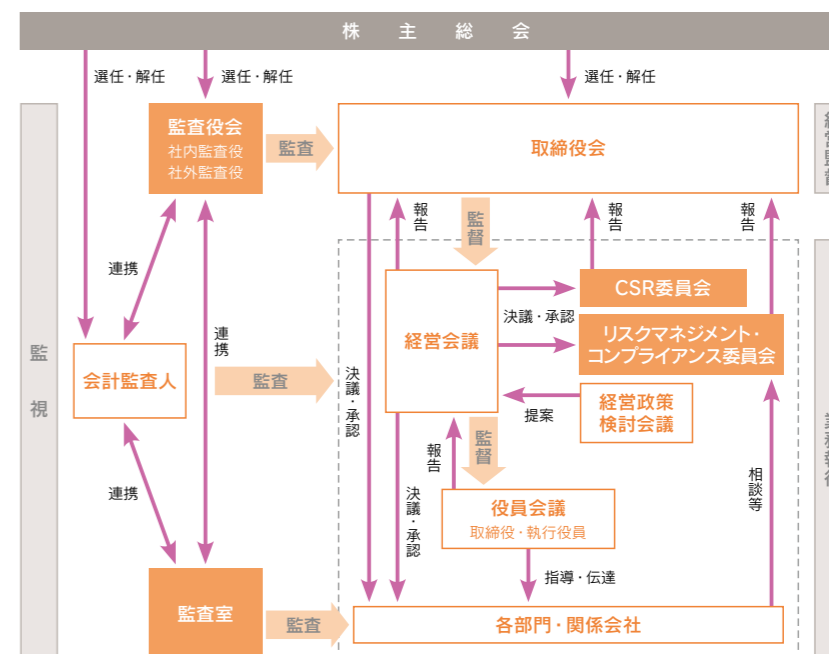 株主総会
選任・解任
選任・解任
選任・解任
監視
監査役会
社内監査役
社外監査役
監査
取締役会
経営監督
報告
監督
報告
報告
連携
連携
会計監査人
監査
決議・承認
経営会議
決議・承認
CSR委員会
リスクマネジメント・
コンプライアンス委員会
提案
経営政策
検討会議
報告
監督
決議・承認
役員会議
取締役・執行役員
相談等
連携
指導・伝達
監査室
監査
各部門・関係会社